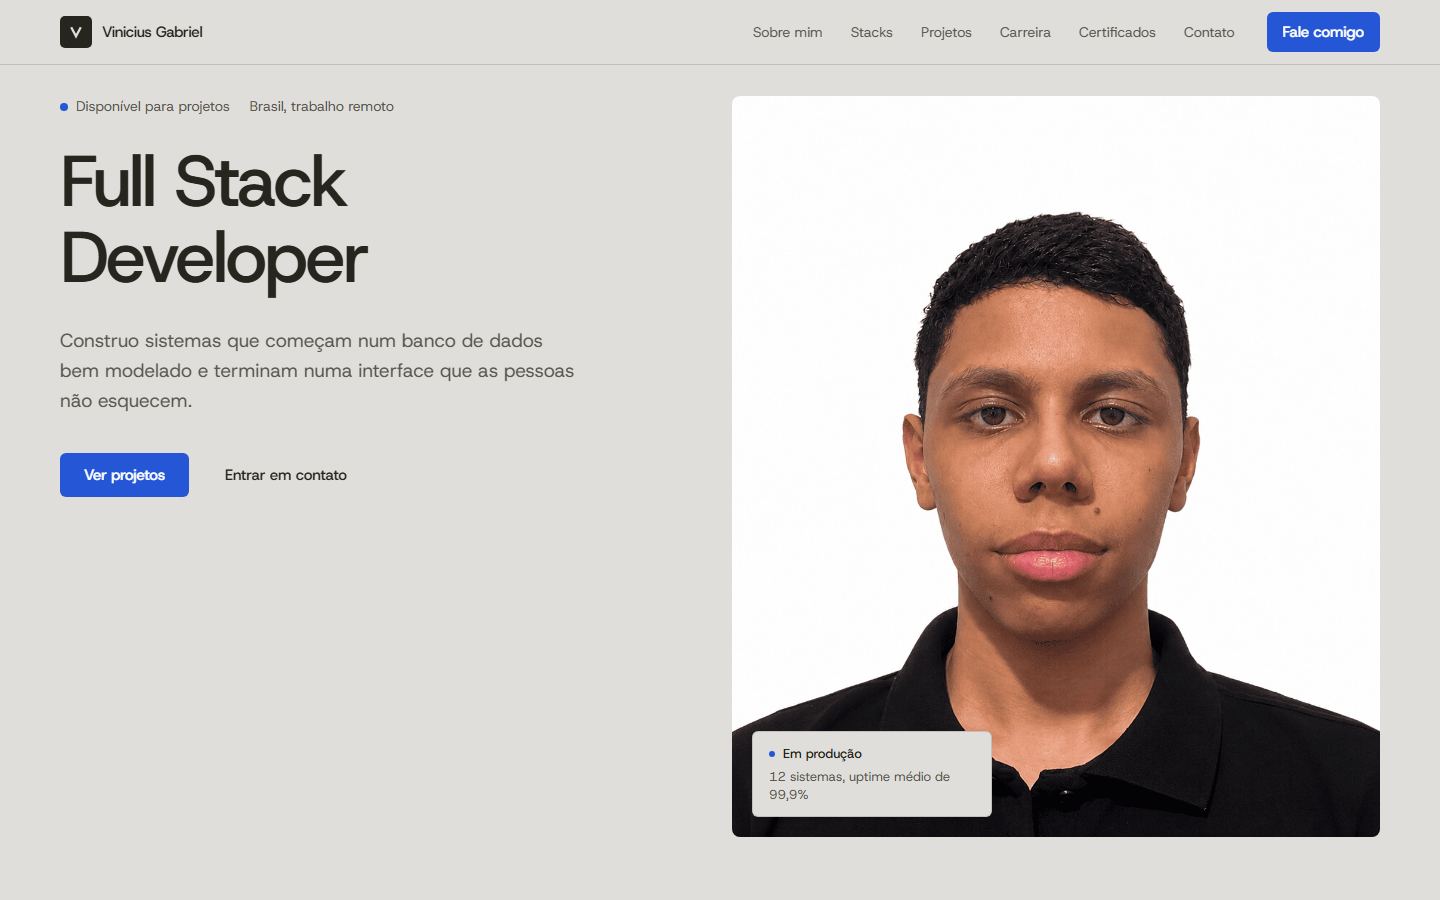 V
Vinicius Gabriel
Sobre mim
Stacks
Projetos
Carreira
Certificados
Contato
Fale comigo
Disponível para projetos
Brasil, trabalho remoto
Full Stack
Developer
Construo sistemas que começam num banco de dados
bem modelado e terminam numa interface que as pessoas
não esquecem.
Ver projetos
Entrar em contato
Em produção
12 sistemas, uptime médio de
99,9%